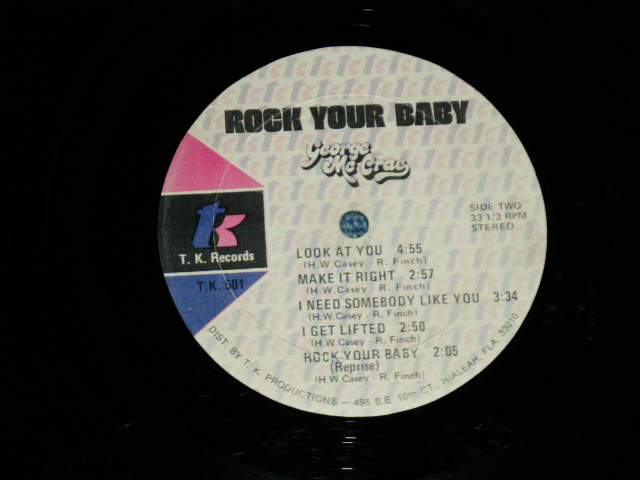 ROCK YOUR BABY
George McCrae
SIDE TWO
33 1/3 RPM
STEREO
tk
T. K. Records
T.K. 501
LOOK AT YOU 4:55
(H.W. Casey - R. Finch)
MAKE IT RIGHT 2:57
(H.W. Casey - R. Finch)
I NEED SOMEBODY LIKE YOU 3:34
(H.W. Casey - R. Finch)
I GET LIFTED 2:50
(H.W. Casey - R. Finch)
ROCK YOUR BABY 2:05
(Reprise)
(H.W. Casey - R. Finch)
DIST. BY T. K. PRODUCTIONS — 495 S.E. 10th CT., HIALEAH, FLA. 33010